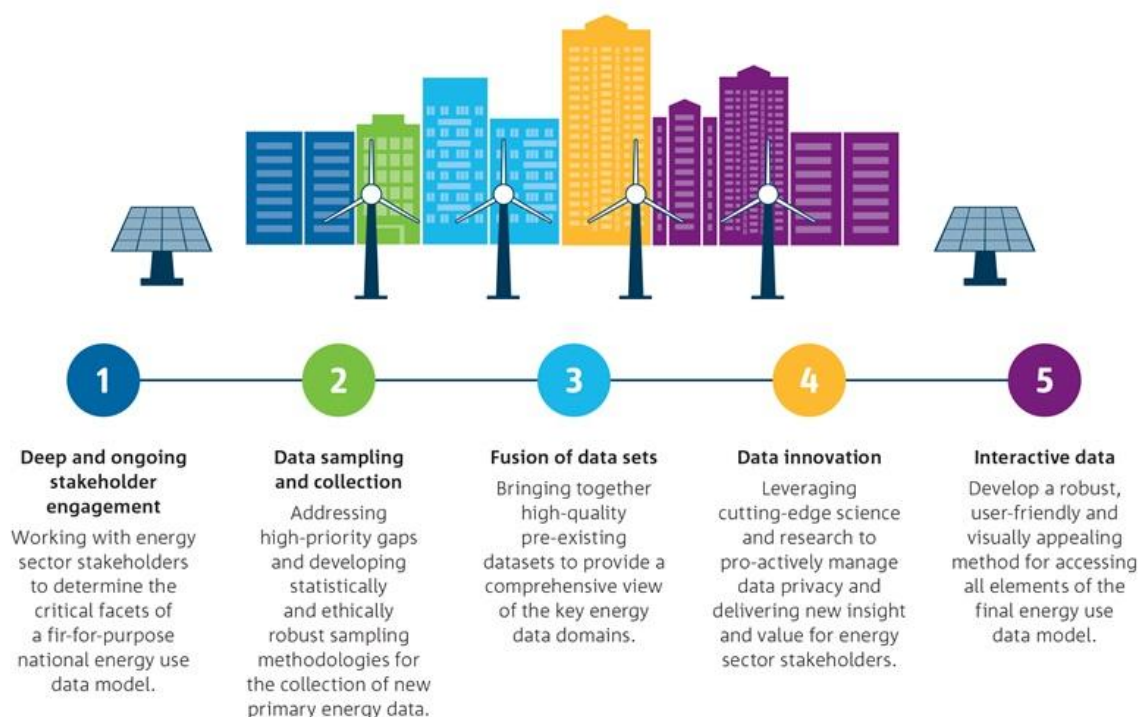 1
Deep and ongoing
stakeholder
engagement
Working with energy
sector stakeholders
to determine the
critical facets of
a fir-for-purpose
national energy use
data model.
2
Data sampling
and collection
Addressing
high-priority gaps
and developing
statistically
and ethically
robust sampling
methodologies for
the collection of new
primary energy data.
3
Fusion of data sets
Bringing together
high-quality
pre-existing
datasets to provide a
comprehensive view
of the key energy
data domains.
4
Data innovation
Leveraging
cutting-edge science
and research to
pro-actively manage
data privacy and
delivering new insight
and value for energy
sector stakeholders.
5
Interactive data
Develop a robust,
user-friendly and
visually appealing
method for accessing
all elements of the
final energy use
data model.